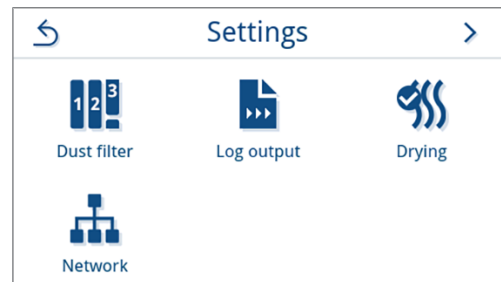 Settings
1 2 3
Dust filter
Log output
Drying
Network